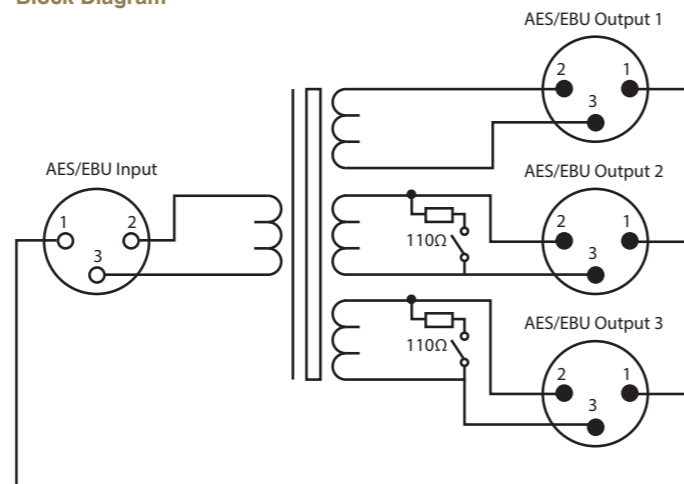 Block Diagram
AES/EBU Output 1
2
1
3
AES/EBU Input
1
2
3
AES/EBU Output 2
2
1
3
110Ω
AES/EBU Output 3
2
1
3
110Ω